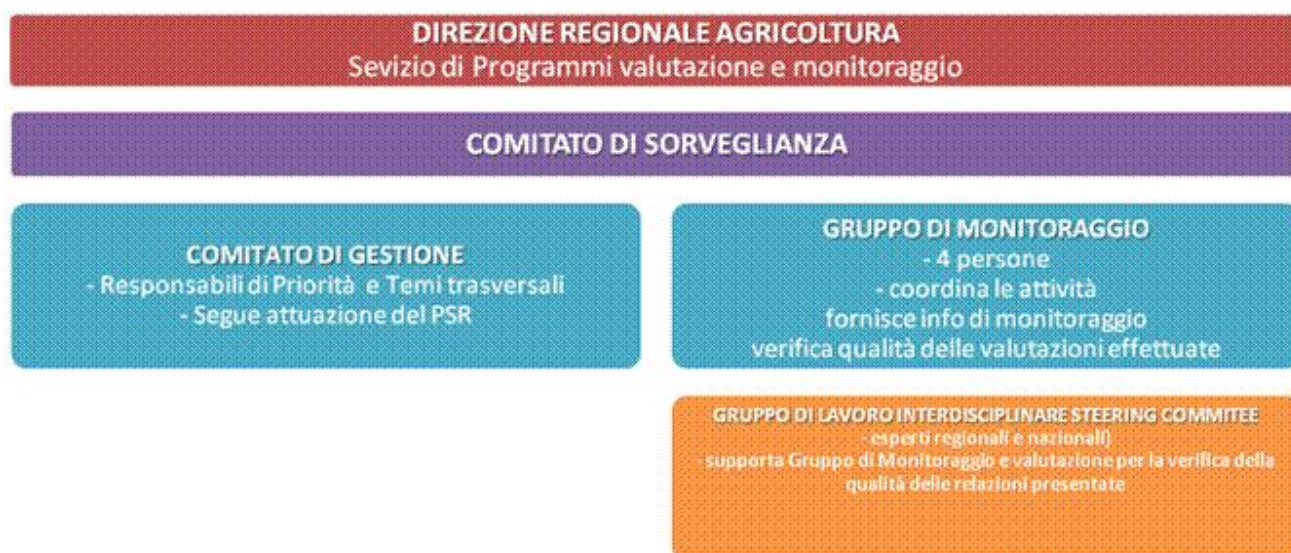 DIREZIONE REGIONALE AGRICOLTURA
Sevizio di Programmi valutazione e monitoraggio
COMITATO DI SORVEGLIANZA
COMITATO DI GESTIONE
- Responsabili di Priorità e Temi trasversali
- Segue attuazione del PSR
GRUPPO DI MONITORAGGIO
- 4 persone
- coordina le attività
fornisce info di monitoraggio
verifica qualità delle valutazioni effettuate
GRUPPO DI LAVORO INTERDISCIPLINARE STEERING COMMITEE
- esperti regionali e nazionali)
- supporta Gruppo di Monitoraggio e valutazione per la verifica della
qualità delle relazioni presentate